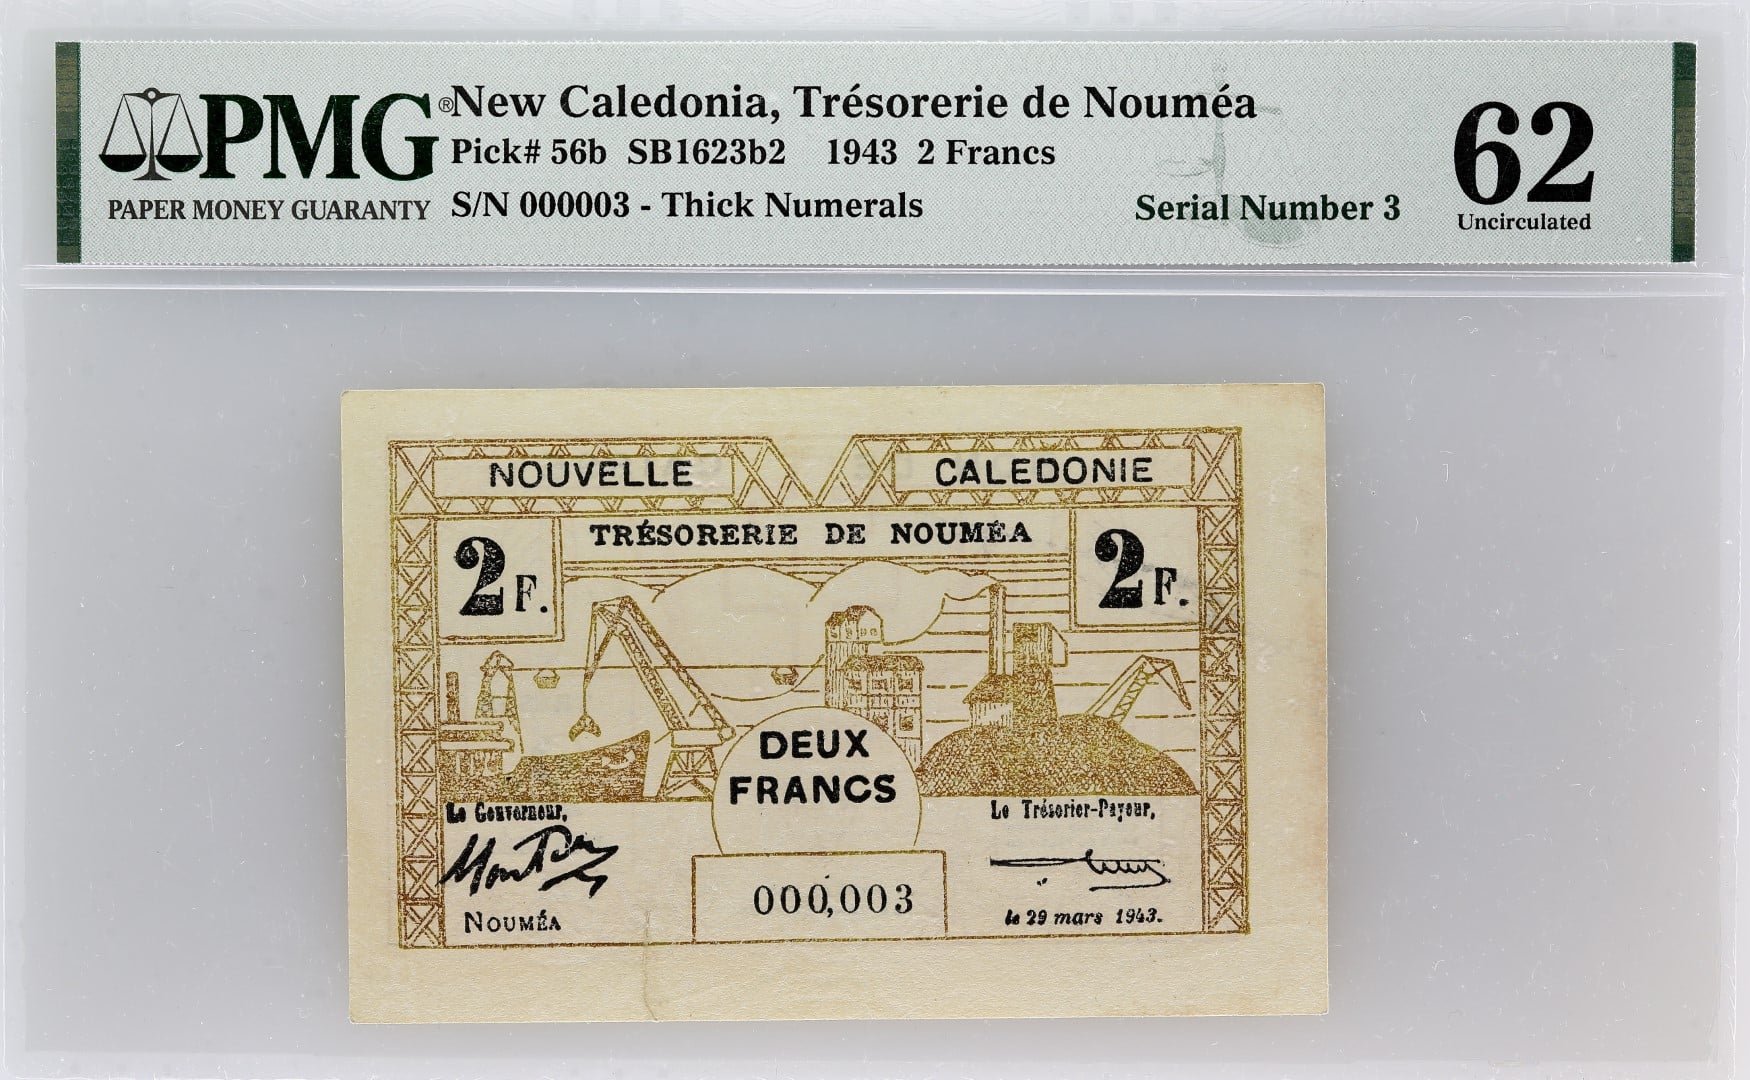 PMG®
PAPER MONEY GUARANTY
New Caledonia, Trésorerie de Nouméa
Pick# 56b SB1623b2 1943 2 Francs
S/N 000003 - Thick Numerals
Serial Number 3
62
Uncirculated
NOUVELLE CALEDONIE
TRÉSORERIE DE NOUMÉA
2F. 2F.
DEUX
FRANCS
Le Gouverneur,
Le Trésorier-Payeur,
000,003
NOUMÉA
le 29 mars 1943.